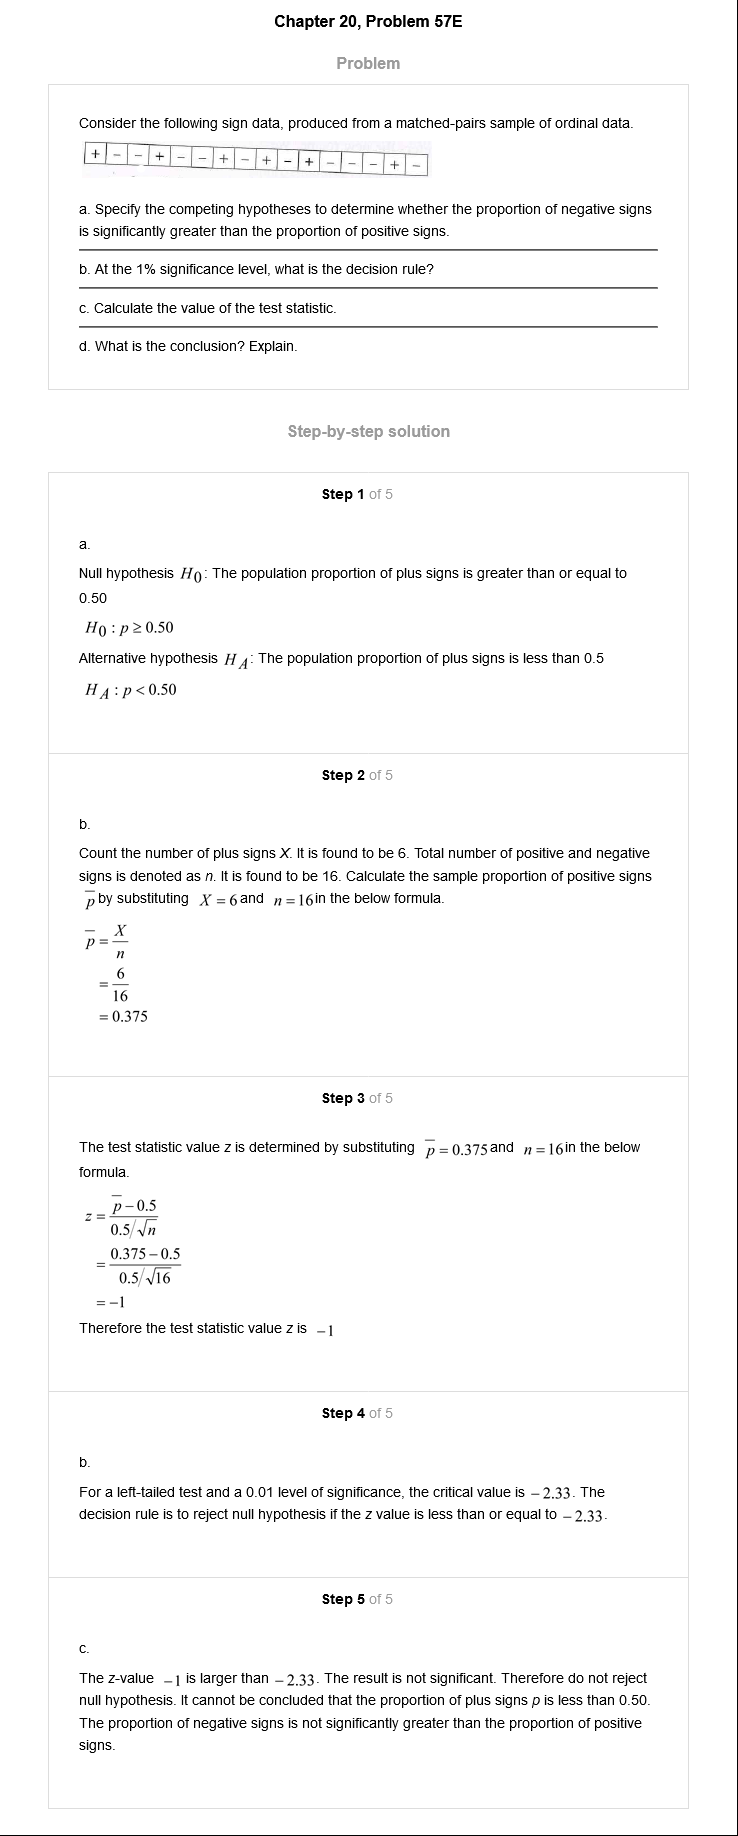 Chapter 20, Problem 57E
Problem
Consider the following sign data, produced from a matched-pairs sample of ordinal data.
+ − − + − − + − + − + − − − + −
a. Specify the competing hypotheses to determine whether the proportion of negative signs
is significantly greater than the proportion of positive signs.
b. At the 1% significance level, what is the decision rule?
c. Calculate the value of the test statistic.
d. What is the conclusion? Explain.
Step-by-step solution
Step 1 of 5
a.
Null hypothesis H₀: The population proportion of plus signs is greater than or equal to
0.50
H₀ : p ≥ 0.50
Alternative hypothesis H_A: The population proportion of plus signs is less than 0.5
H_A : p < 0.50
Step 2 of 5
b.
Count the number of plus signs X. It is found to be 6. Total number of positive and negative
signs is denoted as n. It is found to be 16. Calculate the sample proportion of positive signs
p̅ by substituting X = 6 and n = 16 in the below formula.
p̅ = X/n
= 6/16
= 0.375
Step 3 of 5
The test statistic value z is determined by substituting p̅ = 0.375 and n = 16 in the below
formula.
z = (p̅ − 0.5)/(0.5/√n)
= (0.375 − 0.5)/(0.5/√16)
= −1
Therefore the test statistic value z is −1
Step 4 of 5
b.
For a left-tailed test and a 0.01 level of significance, the critical value is −2.33. The
decision rule is to reject null hypothesis if the z value is less than or equal to −2.33.
Step 5 of 5
c.
The z-value −1 is larger than −2.33. The result is not significant. Therefore do not reject
null hypothesis. It cannot be concluded that the proportion of plus signs p is less than 0.50.
The proportion of negative signs is not significantly greater than the proportion of positive
signs.